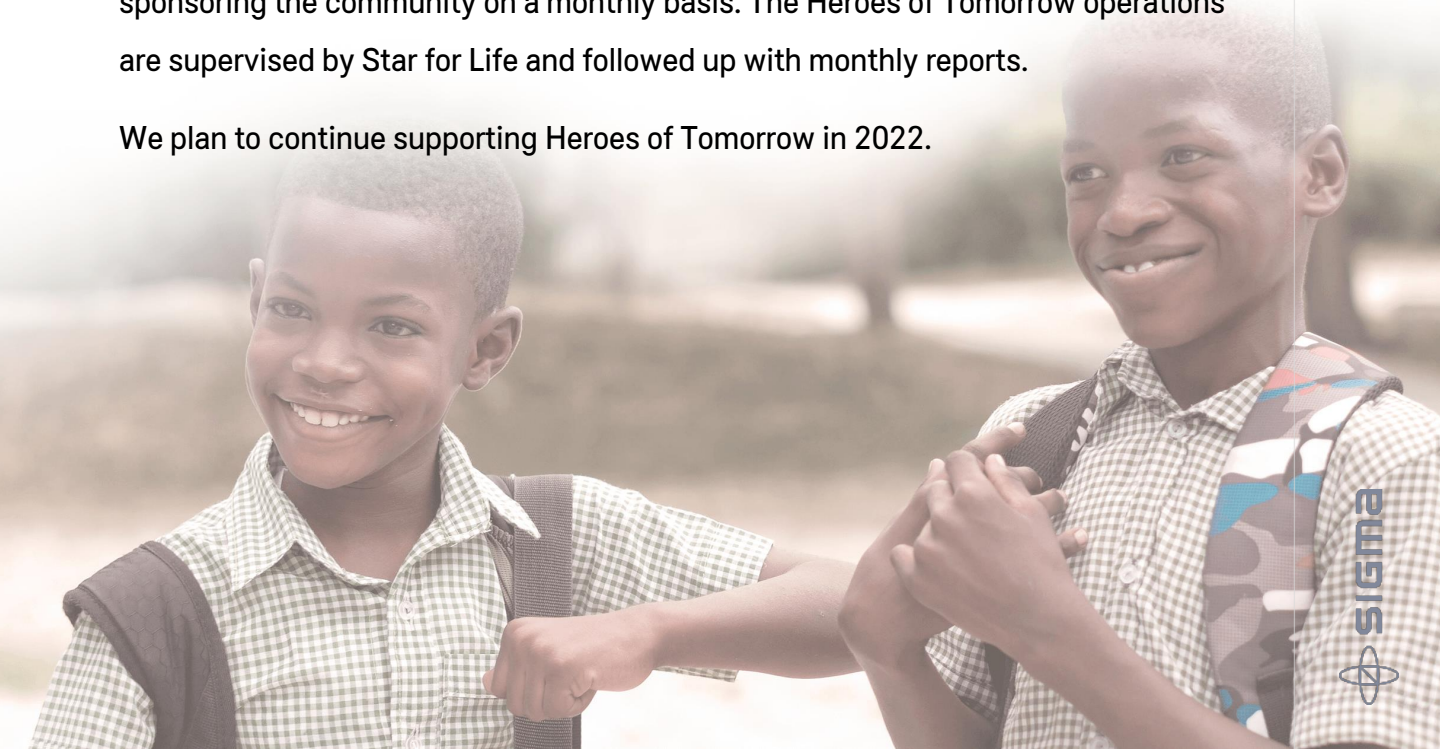 sponsoring the community on a monthly basis. The Heroes of Tomorrow operations
are supervised by Star for Life and followed up with monthly reports.
We plan to continue supporting Heroes of Tomorrow in 2022.
sigma